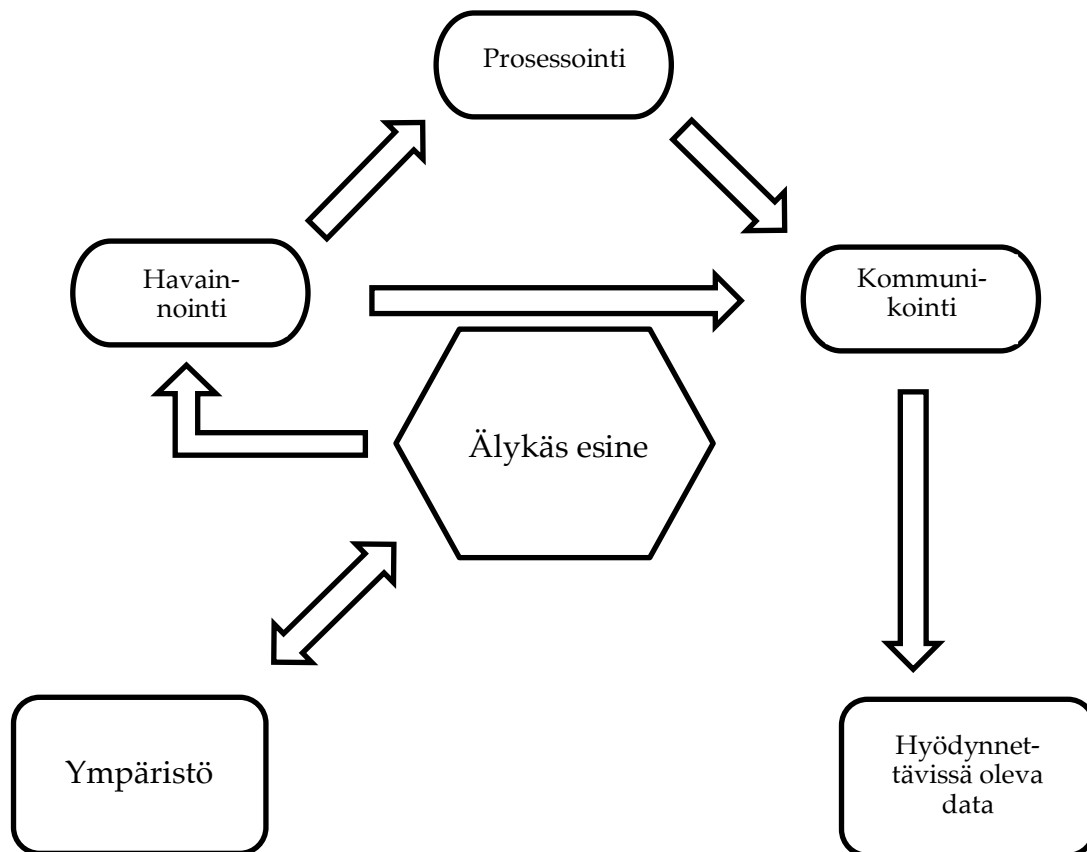 Prosessointi
Havain-
nointi
Kommuni-
kointi
Älykäs esine
Ympäristö
Hyödynnet-
tävissä oleva
data